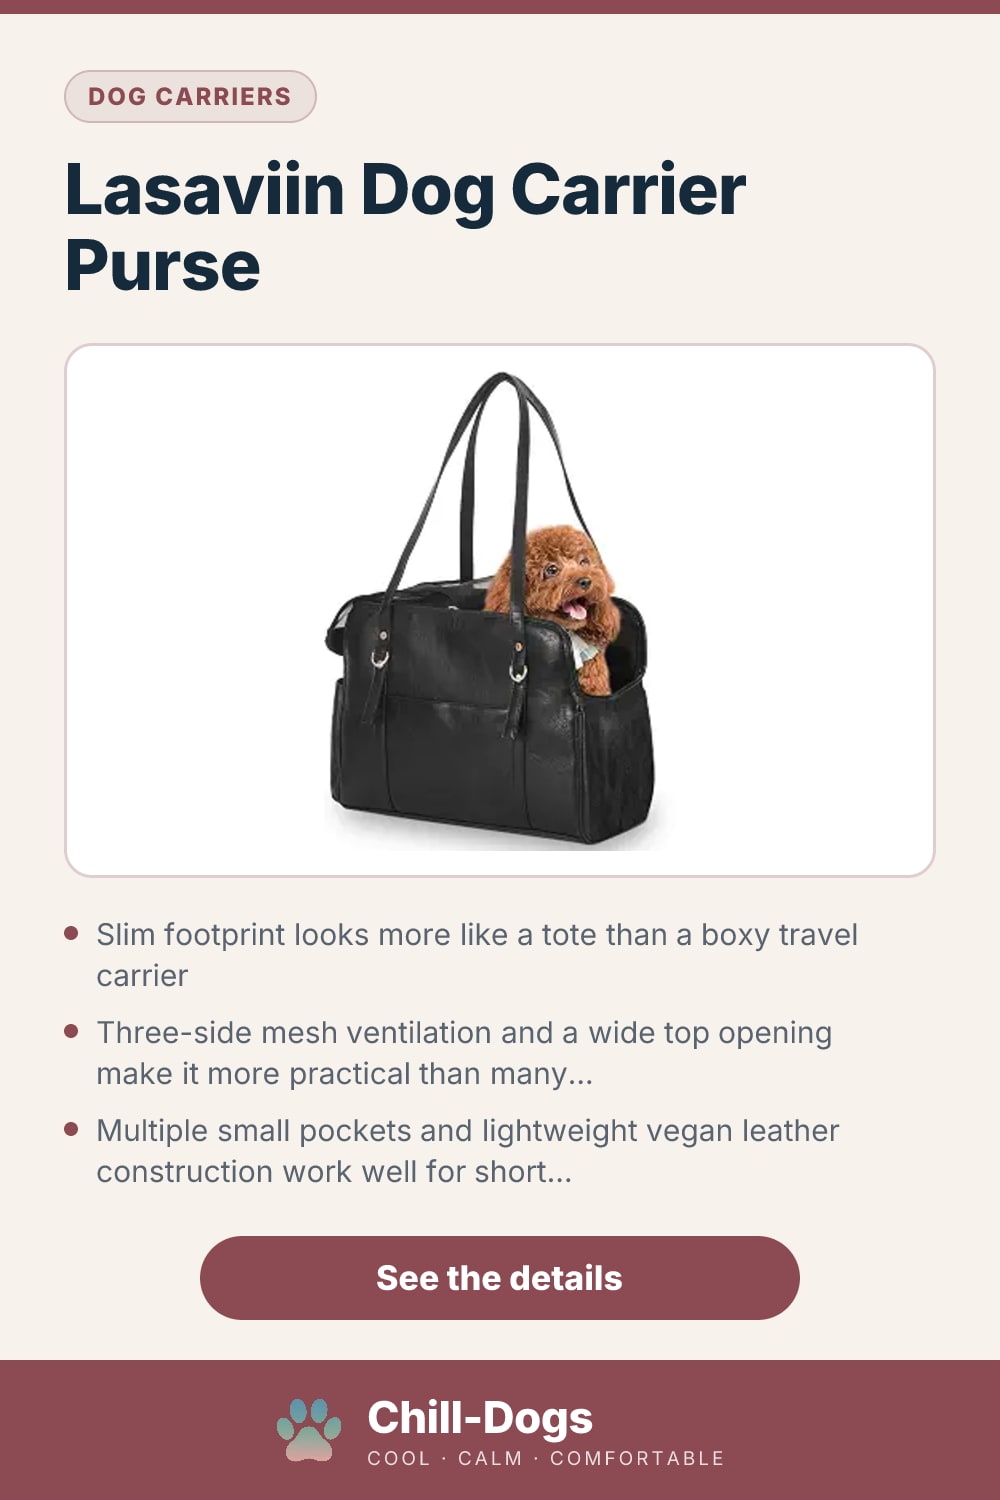 DOG CARRIERS
Lasaviin Dog Carrier
Purse
Slim footprint looks more like a tote than a boxy travel
carrier
Three-side mesh ventilation and a wide top opening
make it more practical than many...
Multiple small pockets and lightweight vegan leather
construction work well for short...
See the details
Chill-Dogs
COOL · CALM · COMFORTABLE